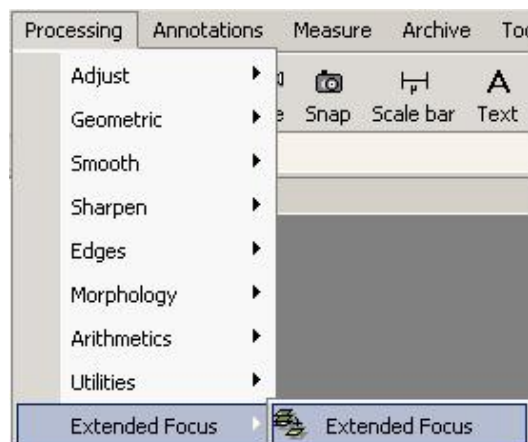 Processing Annotations Measure Archive
Adjust
Snap Scale bar Text
Geometric
Smooth
Sharpen
Edges
Morphology
Arithmetics
Utilities
Extended Focus Extended Focus